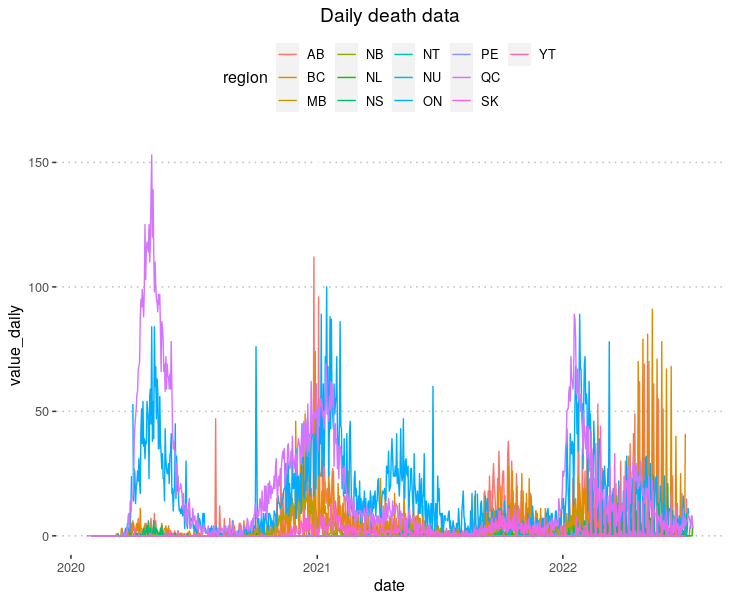 Daily death data
AB NB NT PE YT
region BC NL NU QC
MB NS ON SK
150
100
50
0
value_daily
2020 2021 2022
date